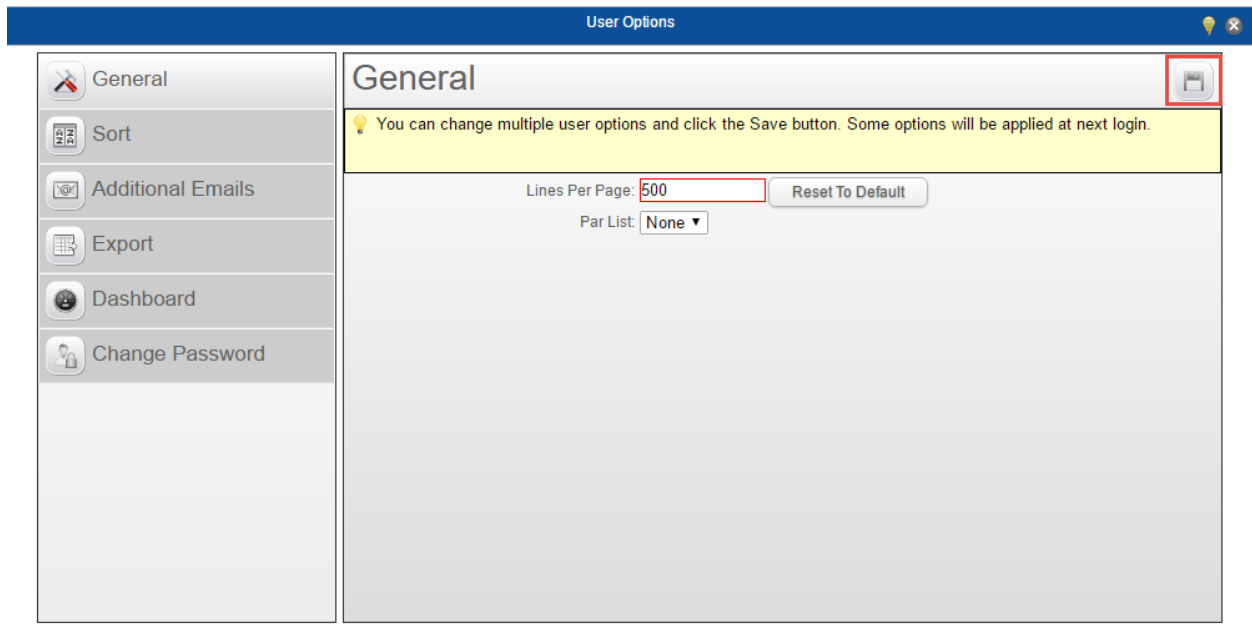 User Options
General
Sort
Additional Emails
Export
Dashboard
Change Password
General
You can change multiple user options and click the Save button. Some options will be applied at next login.
Lines Per Page: 500 Reset To Default
Par List: None